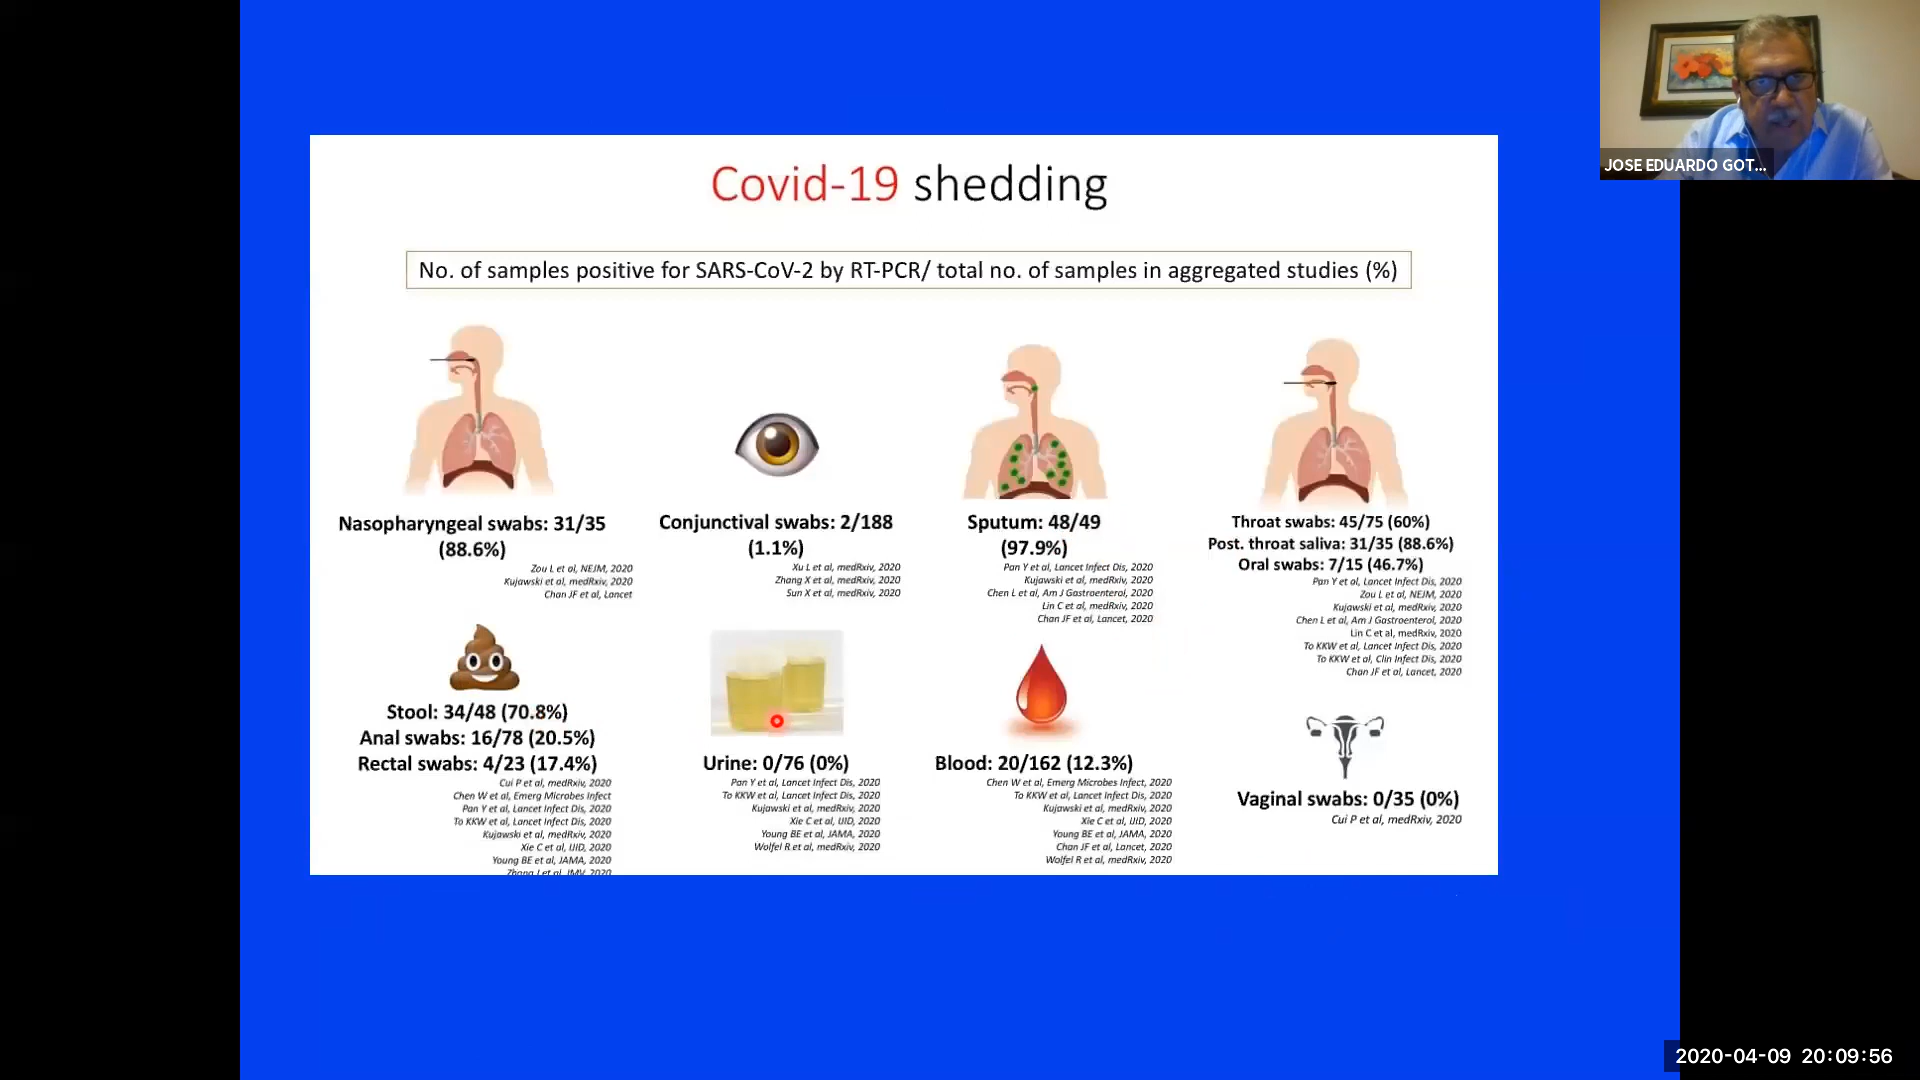 Covid-19 shedding
No. of samples positive for SARS-CoV-2 by RT-PCR/ total no. of samples in aggregated studies (%)
Nasopharyngeal swabs: 31/35
(88.6%)
Zou L et al, NEJM, 2020
Kujawski et al, medRxiv, 2020
Chan JF et al, Lancet
Conjunctival swabs: 2/188
(1.1%)
Xu L et al, medRxiv, 2020
Zhang X et al, medRxiv, 2020
Sun X et al, medRxiv, 2020
Sputum: 48/49
(97.9%)
Pan Y et al, Lancet Infect Dis, 2020
Kujawski et al, medRxiv, 2020
Chen L et al, Am J Gastroenterol, 2020
Lin C et al, medRxiv, 2020
Chan JF et al, Lancet, 2020
Throat swabs: 45/75 (60%)
Post. throat saliva: 31/35 (88.6%)
Oral swabs: 7/15 (46.7%)
Pan Y et al, Lancet Infect Dis, 2020
Zou L et al, NEJM, 2020
Kujawski et al, medRxiv, 2020
Chen L et al, Am J Gastroenterol, 2020
Lin C et al, medRxiv, 2020
To KKW et al, Lancet Infect Dis, 2020
To KKW et al, Clin Infect Dis, 2020
Chan JF et al, Lancet, 2020
Stool: 34/48 (70.8%)
Anal swabs: 16/78 (20.5%)
Rectal swabs: 4/23 (17.4%)
Cui P et al, medRxiv, 2020
Chen W et al, Emerg Microbes Infect
Pan Y et al, Lancet Infect Dis, 2020
To KKW et al, Lancet Infect Dis, 2020
Kujawski et al, medRxiv, 2020
Xie C et al, IJID, 2020
Young BE et al, JAMA, 2020
Zhang J et al, JMV, 2020
Urine: 0/76 (0%)
Pan Y et al, Lancet Infect Dis, 2020
To KKW et al, Lancet Infect Dis, 2020
Kujawski et al, medRxiv, 2020
Xie C et al, IJID, 2020
Young BE et al, JAMA, 2020
Wolfel R et al, medRxiv, 2020
Blood: 20/162 (12.3%)
Chen W et al, Emerg Microbes Infect, 2020
To KKW et al, Lancet Infect Dis, 2020
Kujawski et al, medRxiv, 2020
Xie C et al, IJID, 2020
Young BE et al, JAMA, 2020
Chan JF et al, Lancet, 2020
Wolfel R et al, medRxiv, 2020
Vaginal swabs: 0/35 (0%)
Cui P et al, medRxiv, 2020
JOSE EDUARDO GOT...
2020-04-09 20:09:56